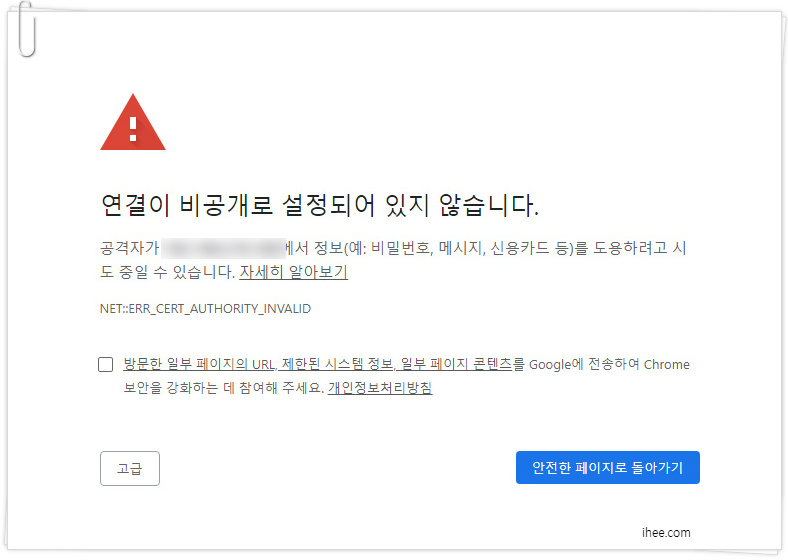 연결이 비공개로 설정되어 있지 않습니다.
공격자가 에서 정보(예: 비밀번호, 메시지, 신용카드 등)를 도용하려고 시
도 중일 수 있습니다. 자세히 알아보기
NET::ERR_CERT_AUTHORITY_INVALID
방문한 일부 페이지의 URL, 제한된 시스템 정보, 일부 페이지 콘텐츠를 Google에 전송하여 Chrome
보안을 강화하는 데 참여해 주세요. 개인정보처리방침
고급
안전한 페이지로 돌아가기
ihee.com